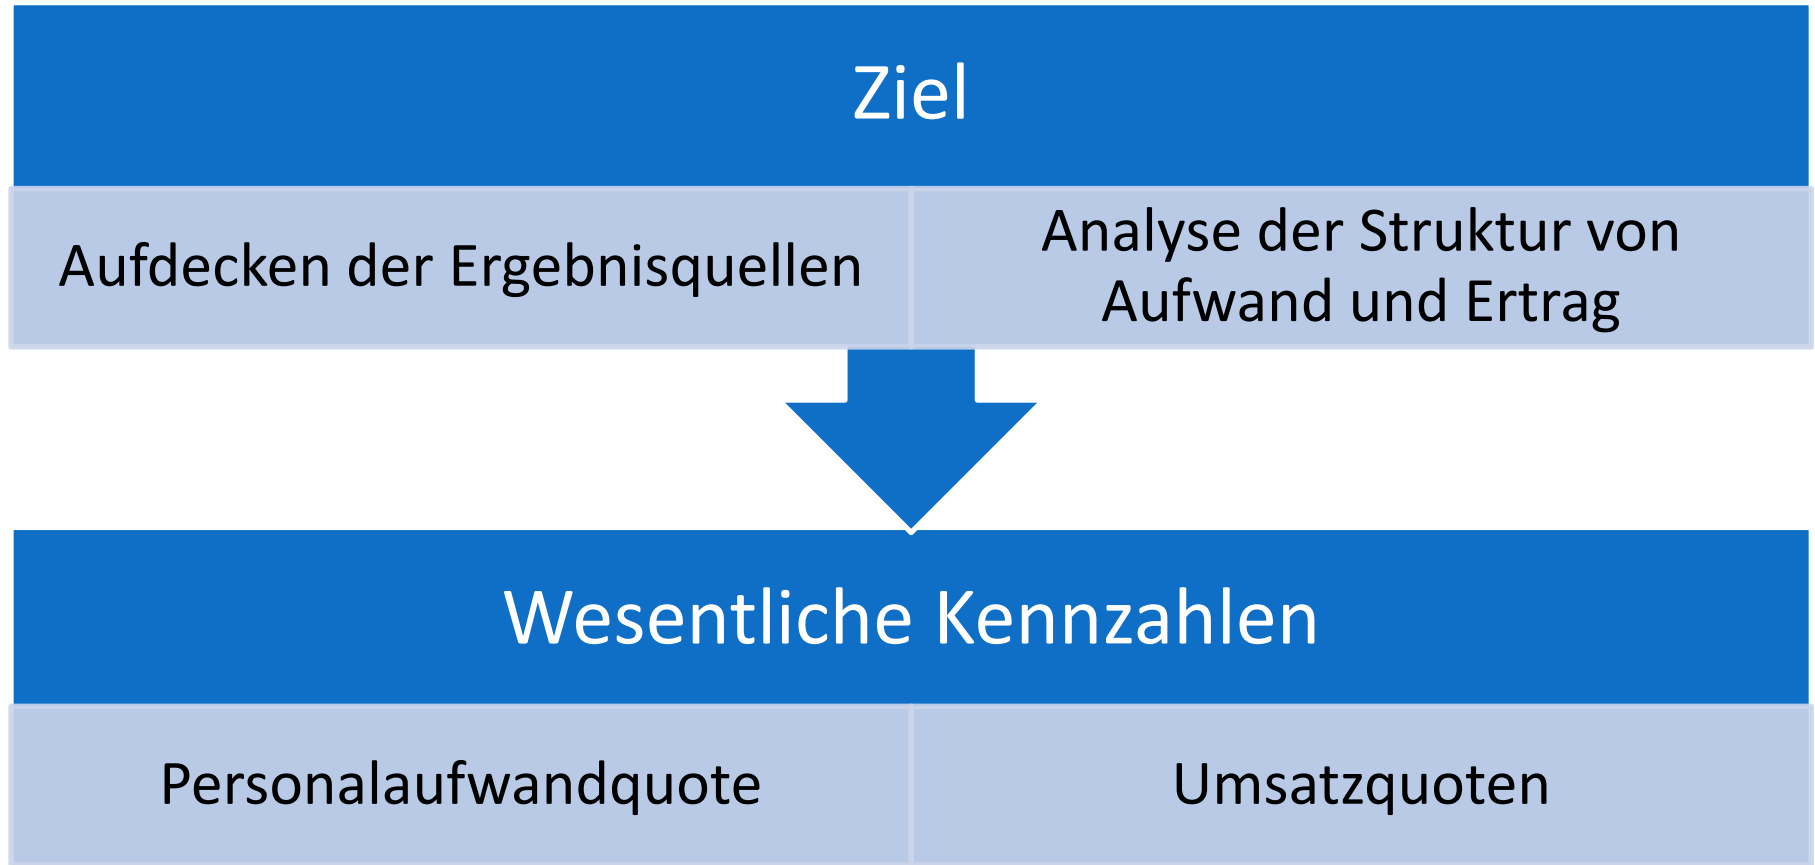 Ziel
Aufdecken der Ergebnisquellen
Analyse der Struktur von
Aufwand und Ertrag
Wesentliche Kennzahlen
Personalaufwandquote
Umsatzquoten